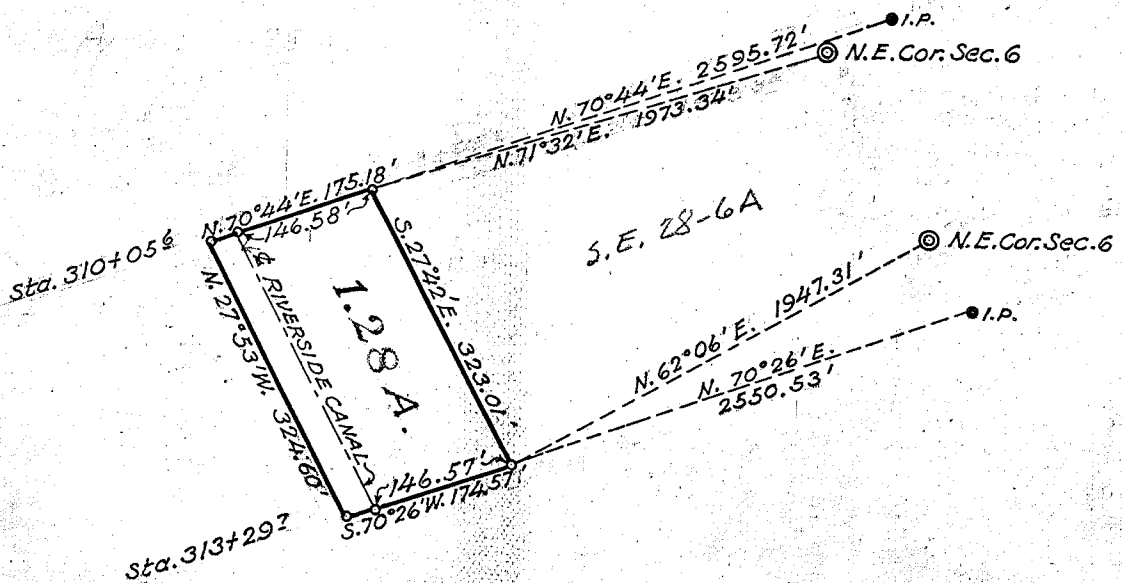 I.P.
N.E.Cor.Sec.6
N. 70°44'E. 2595.72'
N.71°32'E. 1973.34'
N.70°44'E. 175.18'
146.58'
S.E. 28-6A
Sta. 310+05⁶
N.E.Cor.Sec.6
N. 27°53'W. 324.60'
℄ RIVERSIDE CANAL
1.28 A.
S. 27°42'E. 323.01'
I.P.
N.62°06'E. 1947.31'
N. 70°26'E.
2550.53'
146.57'
S.70°26'W. 174.57'
Sta. 313+29⁷